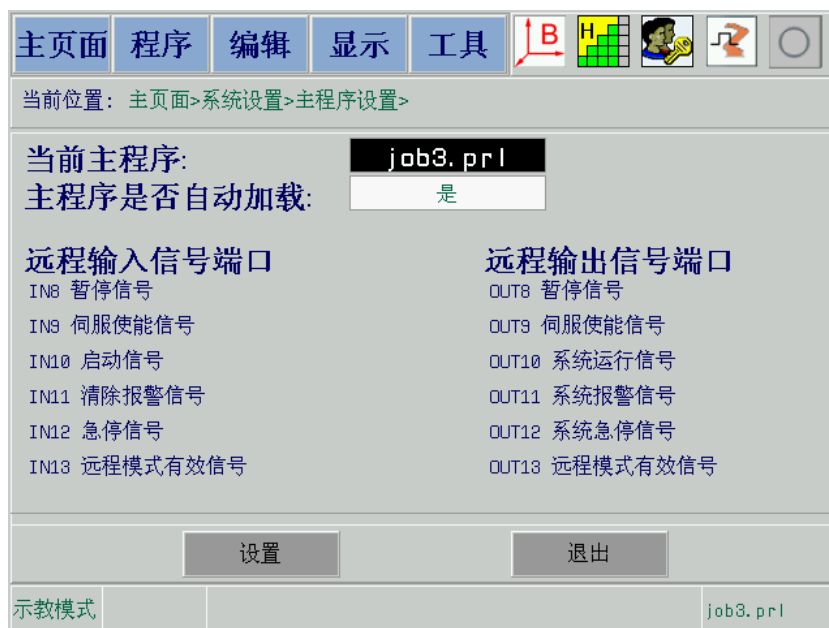 主页面 程序 编辑 显示 工具 B H
当前位置: 主页面>系统设置>主程序设置>
当前主程序: job3.prl
主程序是否自动加载: 是
远程输入信号端口 远程输出信号端口
IN8 暂停信号 OUT8 暂停信号
IN9 伺服使能信号 OUT9 伺服使能信号
IN10 启动信号 OUT10 系统运行信号
IN11 清除报警信号 OUT11 系统报警信号
IN12 急停信号 OUT12 系统急停信号
IN13 远程模式有效信号 OUT13 远程模式有效信号
设置 退出
示教模式 job3.prl